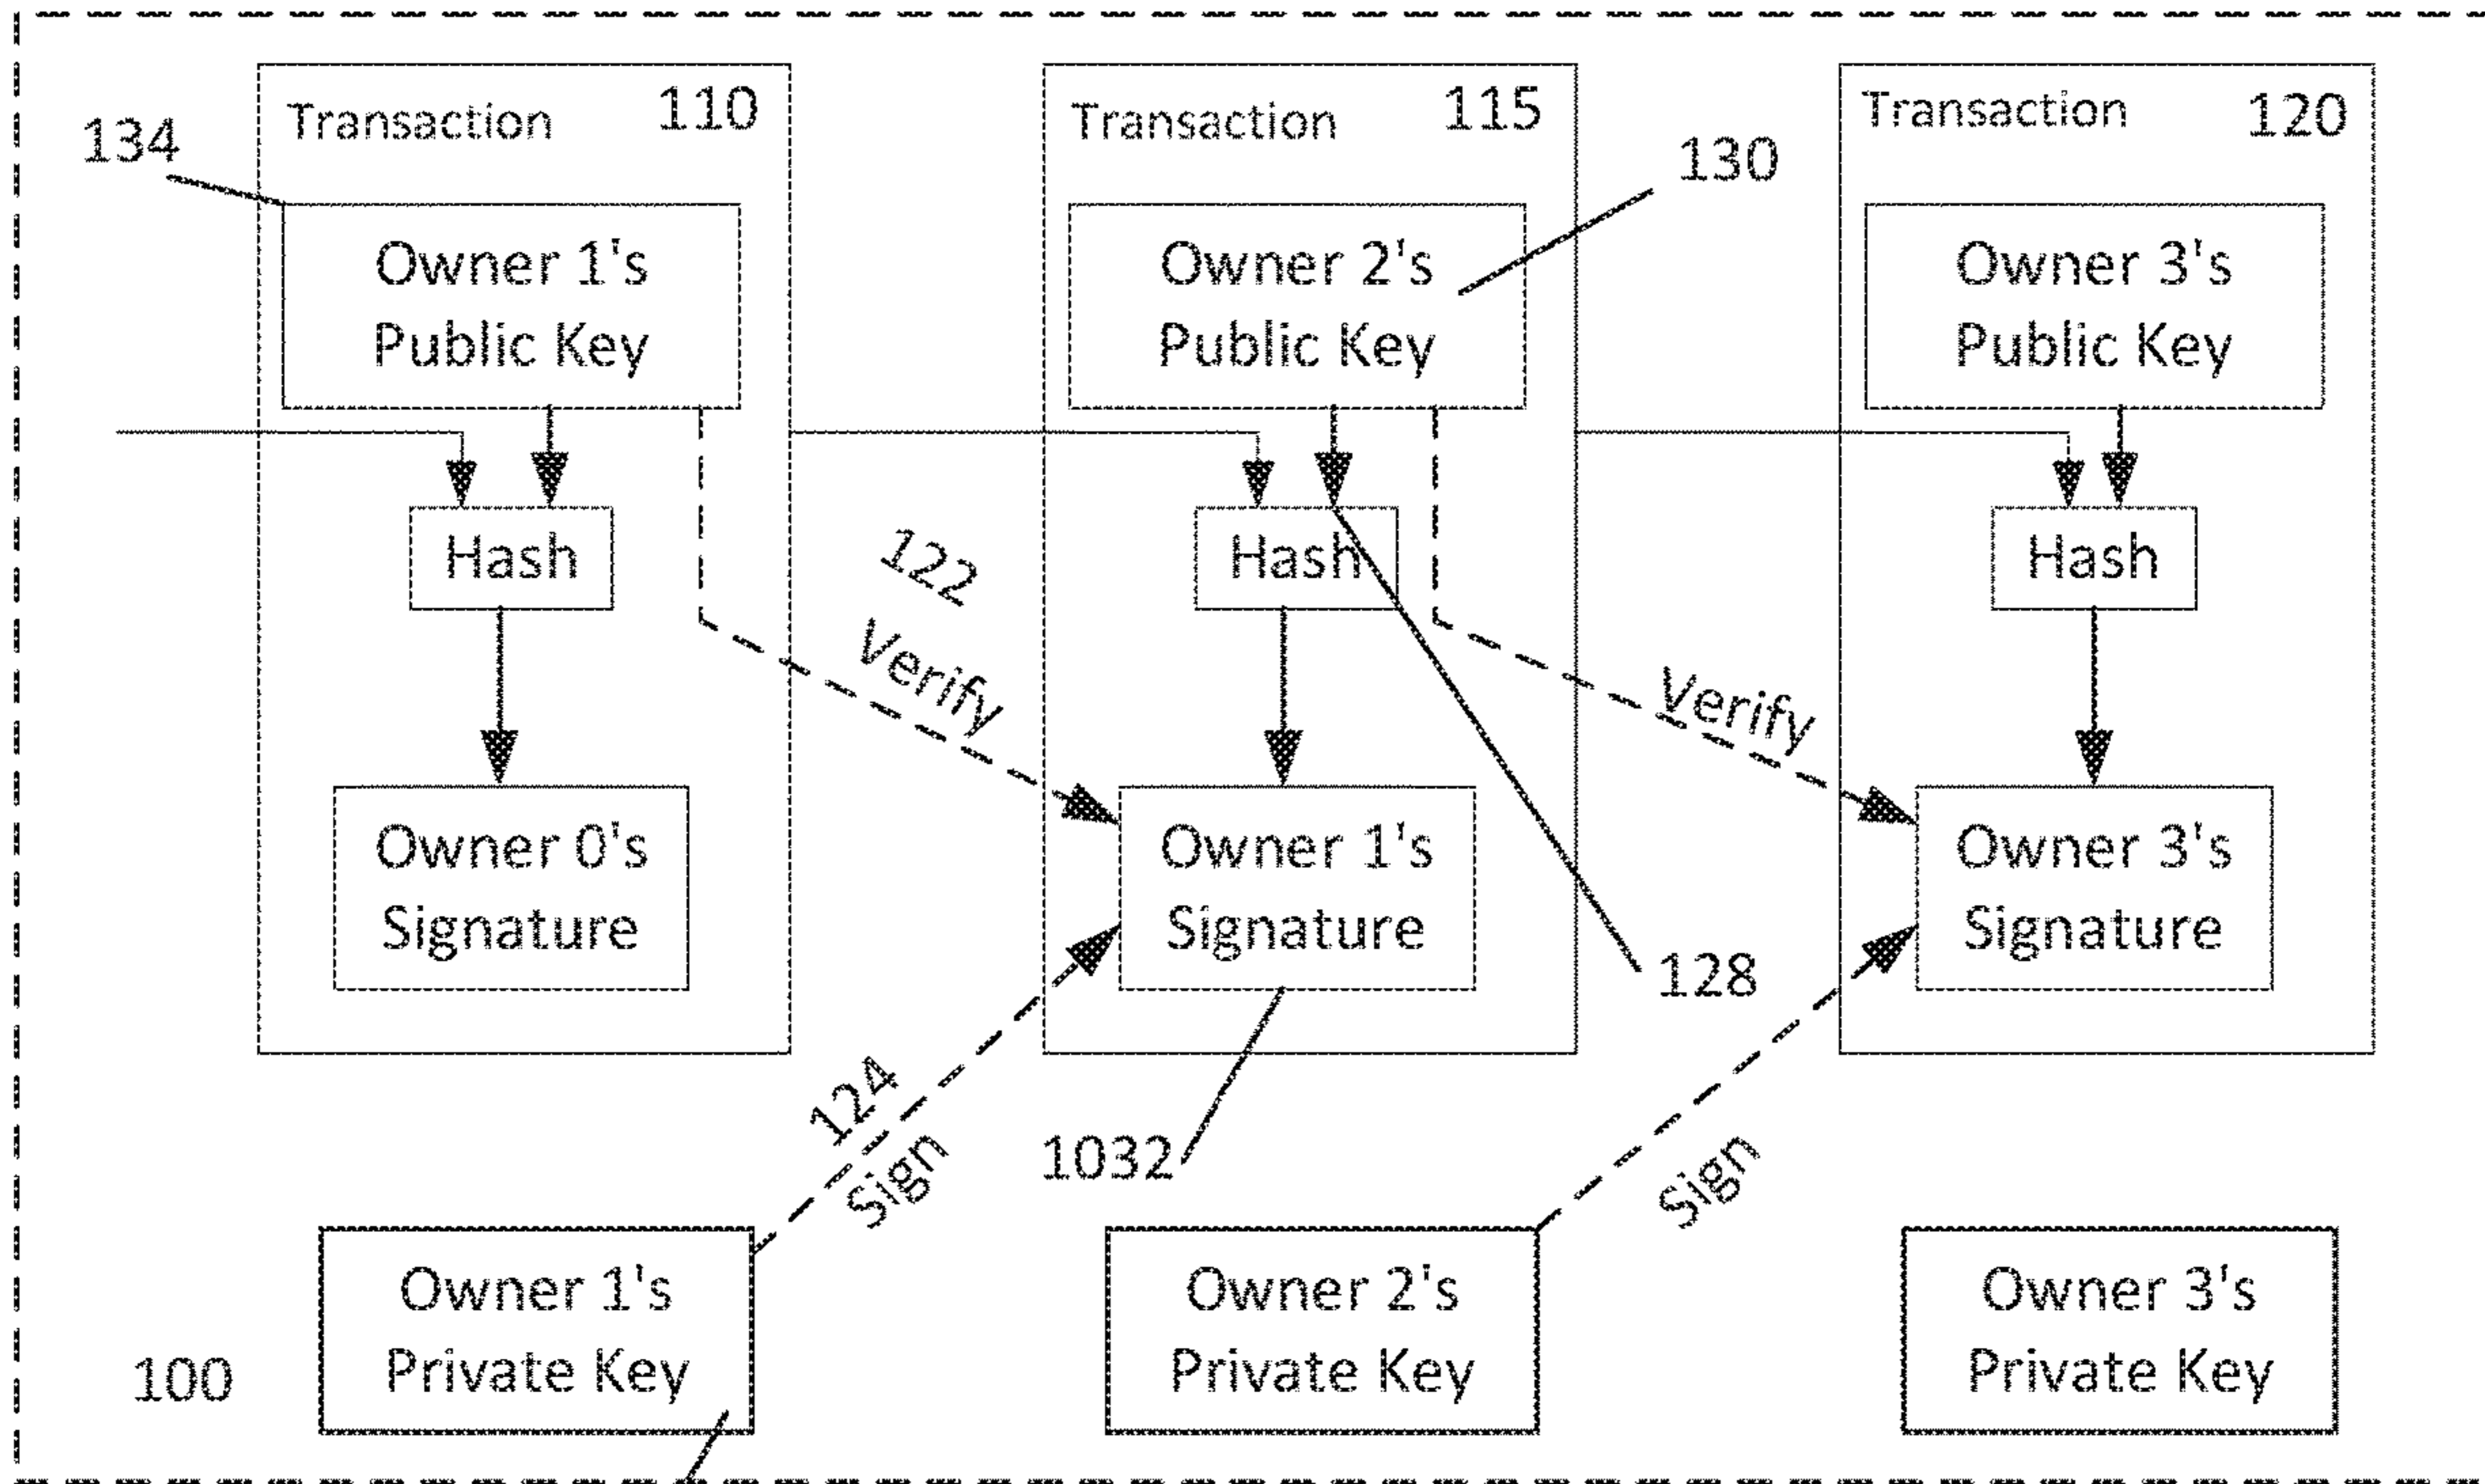 Transaction 110
Transaction 115
Transaction 120
134
130
Owner 1's
Public Key
Owner 2's
Public Key
Owner 3's
Public Key
Hash
Hash
Hash
122
Verify
Verify
Owner 0's
Signature
Owner 1's
Signature
Owner 3's
Signature
128
124
Sign
1032
Sign
Owner 1's
Private Key
Owner 2's
Private Key
Owner 3's
Private Key
100